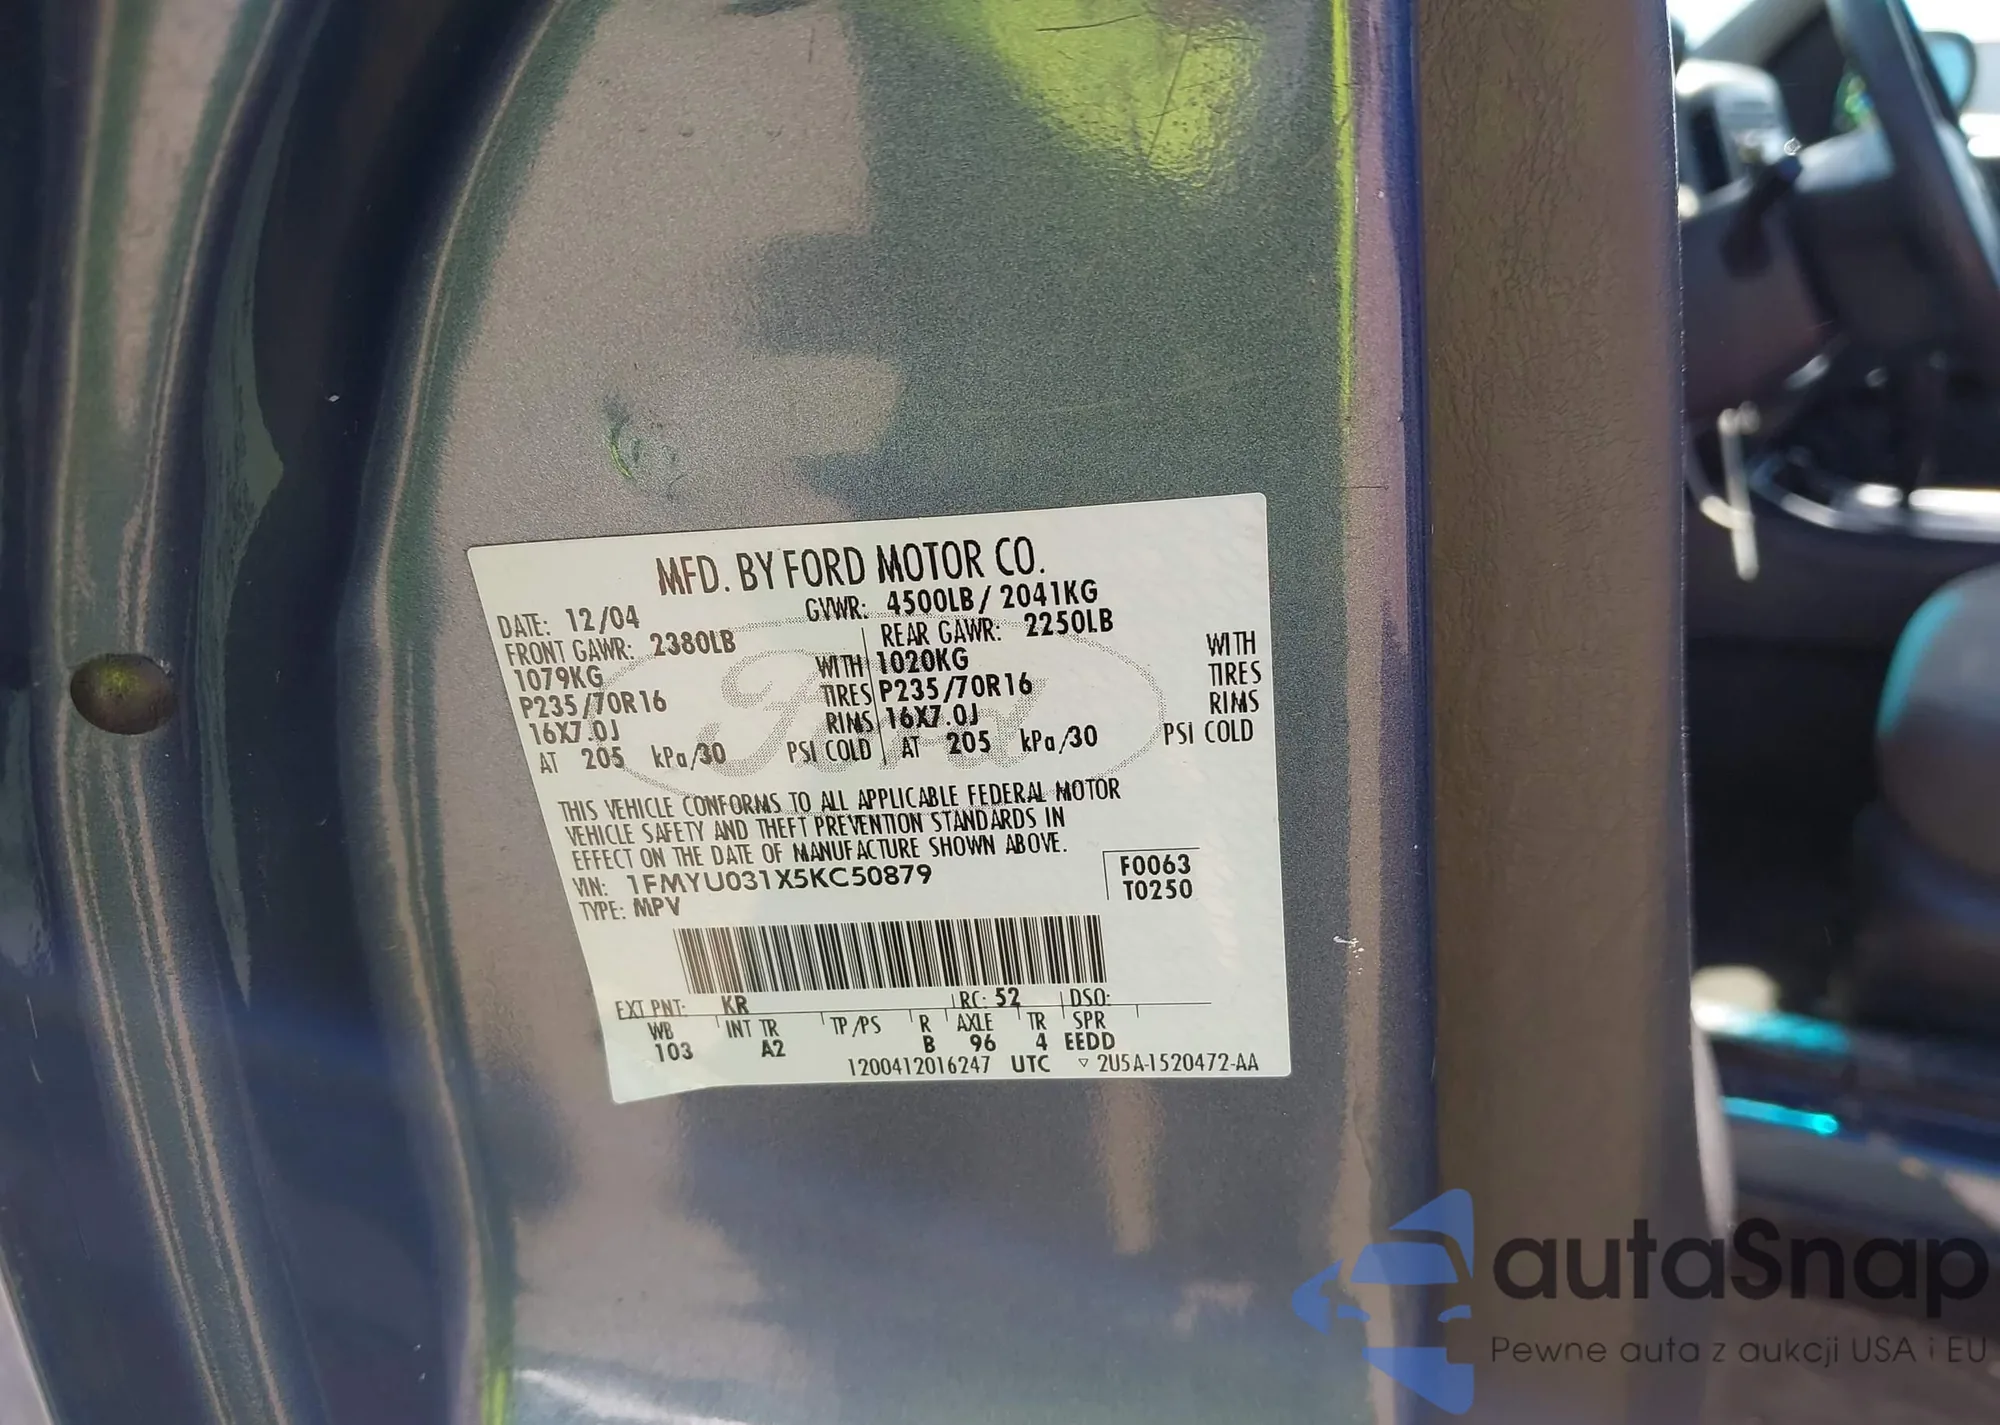 MFD. BY FORD MOTOR CO.
DATE: 12/04 GVWR: 4500LB/ 2041KG
FRONT GAWR: 2380LB REAR GAWR: 2250LB
1079KG WITH 1020KG WITH
P235/70R16 TIRES P235/70R16 TIRES
16X7.0J RIMS 16X7.0J RIMS
AT 205 kPa/30 PSI COLD AT 205 kPa/30 PSI COLD
THIS VEHICLE CONFORMS TO ALL APPLICABLE FEDERAL MOTOR
VEHICLE SAFETY AND THEFT PREVENTION STANDARDS IN
EFFECT ON THE DATE OF MANUFACTURE SHOWN ABOVE.
VIN: 1FMYU031X5KC50879 F0063
TYPE: MPV T0250
EXT PNT: KR RC: 52 DSO:
WB INT TR TP/PS R AXLE TR SPR
103 A2 B 96 4 EEDD
1200412016247 UTC ▽ 2U5A-1520472-AA
Ford
autaSnap
Pewne auta z aukcji USA i EU